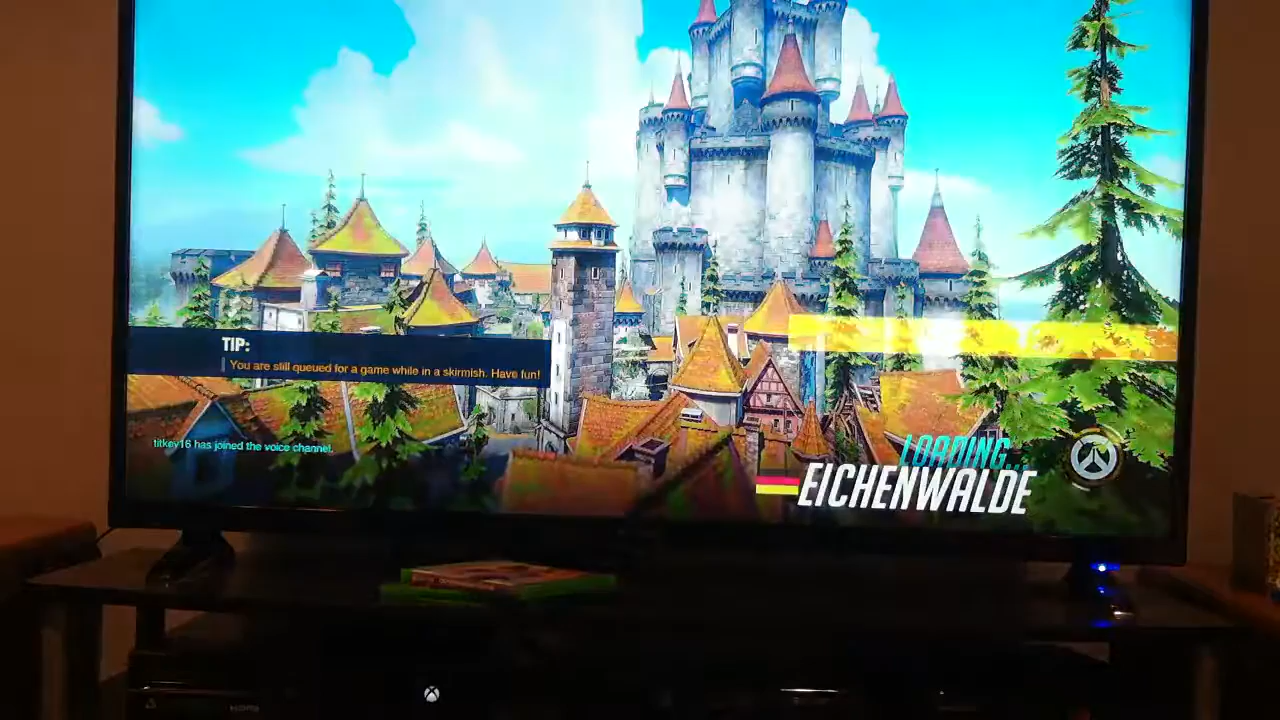 TIP:
You are still queued for a game while in a skirmish. Have fun!
titkey16 has joined the voice channel.
LOADING...
EICHENWALDE
HDMI